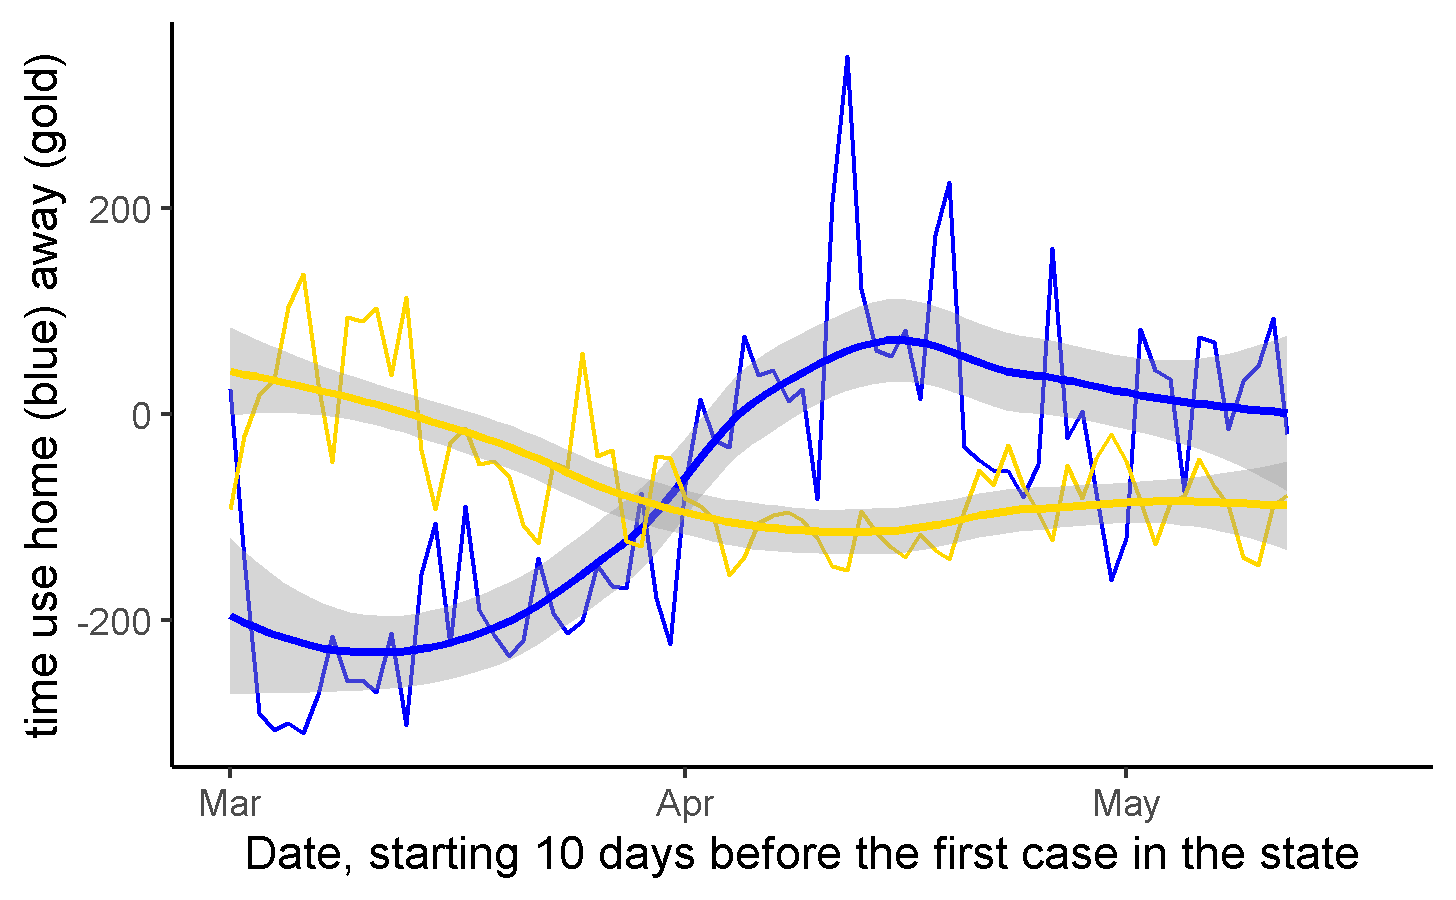 time use home (blue) away (gold)
200
0
-200
Mar Apr May
Date, starting 10 days before the first case in the state